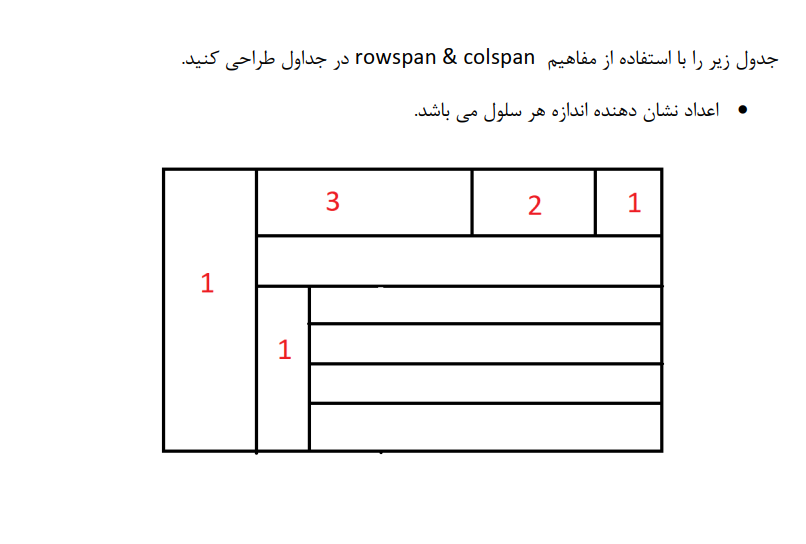 جدول زیر را با استفاده از مفاهیم rowspan & colspan در جداول طراحی کنید.
• اعداد نشان دهنده اندازه هر سلول می باشد.
3 2 1
1
1